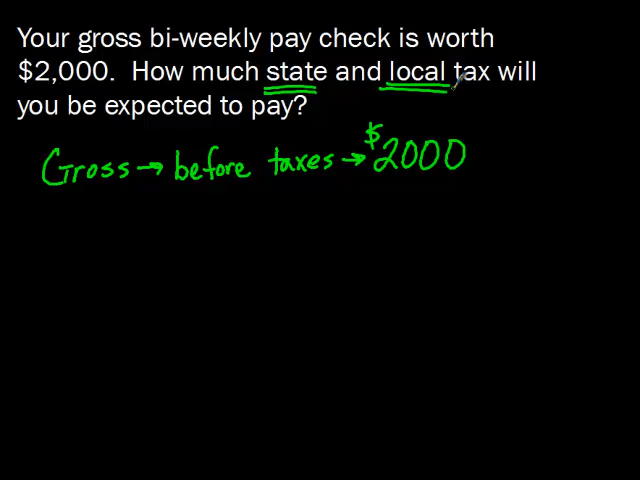 Your gross bi-weekly pay check is worth
$2,000.  How much state and local tax will
you be expected to pay?
Gross → before taxes → $2000